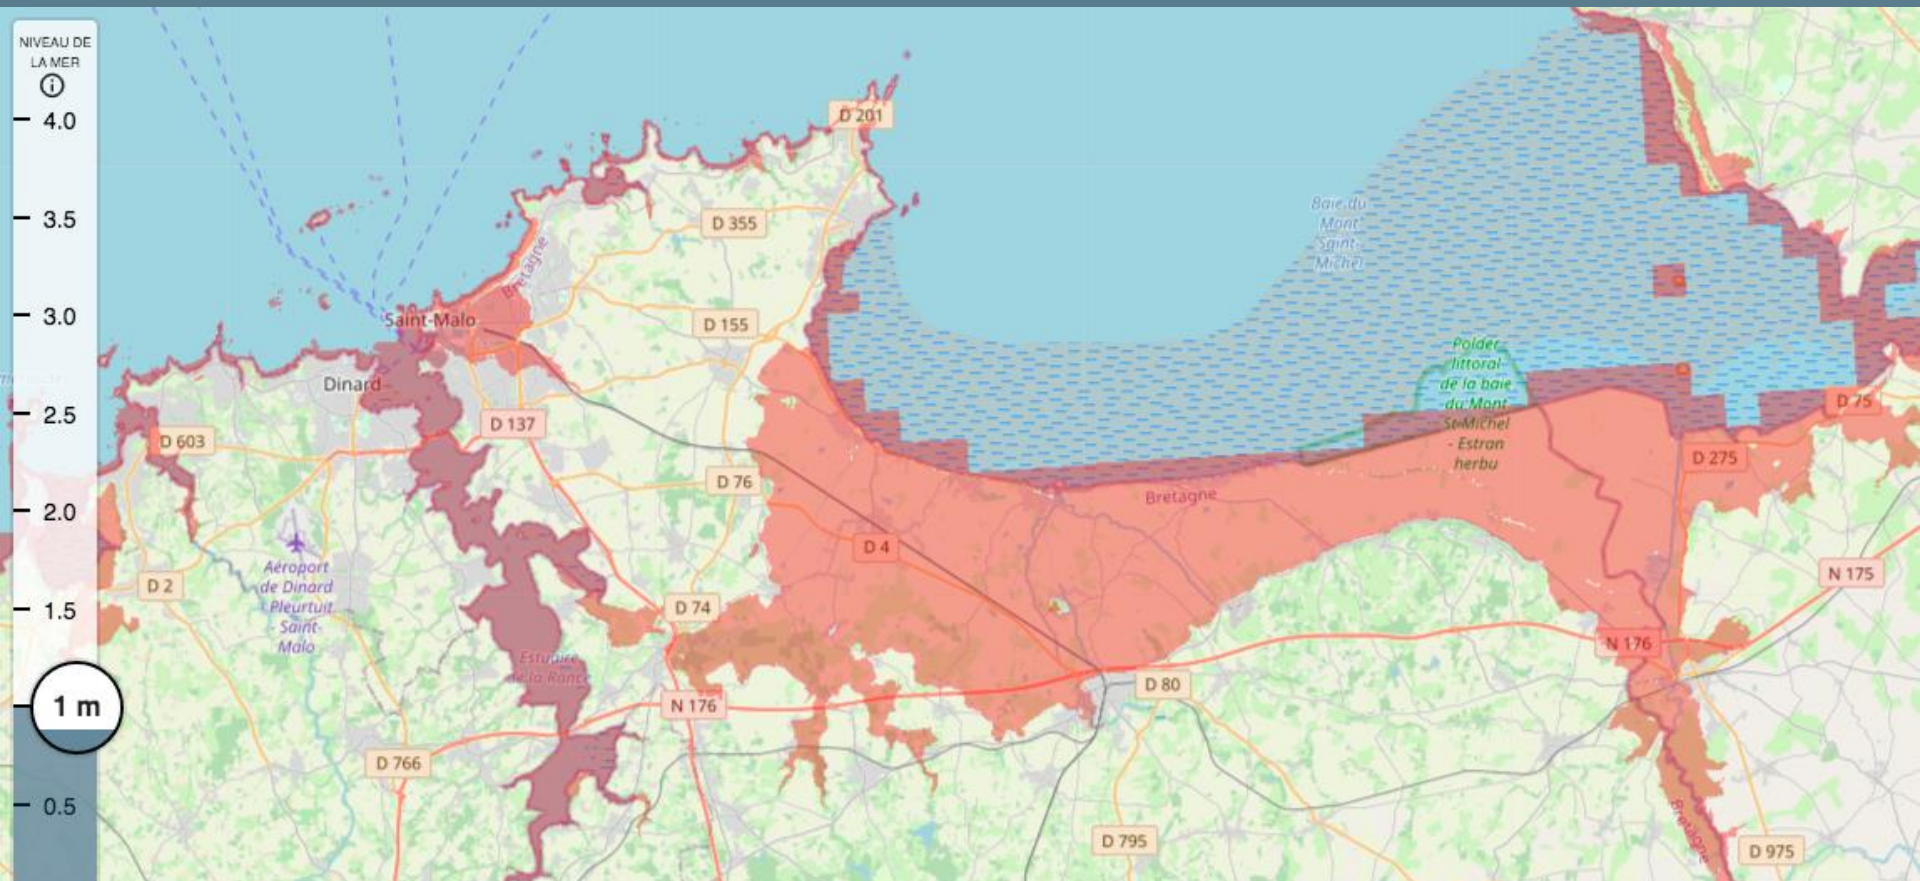 NIVEAU DE
LA MER
4.0
3.5
3.0
2.5
2.0
1.5
1 m
0.5
D 201
D 355
Bretagne
Saint-Malo
D 155
Dinard
D 137
D 603
D 76
D 4
D 2
Aéroport
de Dinard
Pleurtuit
- Saint-
Malo
D 74
Estuaire
de la Rance
N 176
D 766
D 80
D 795
Baie du
Mont
Saint-
Michel
Polder
littoral
de la baie
du Mont
St-Michel
- Estran
herbu
Bretagne
D 75
D 275
N 175
N 176
Bretagne
D 975